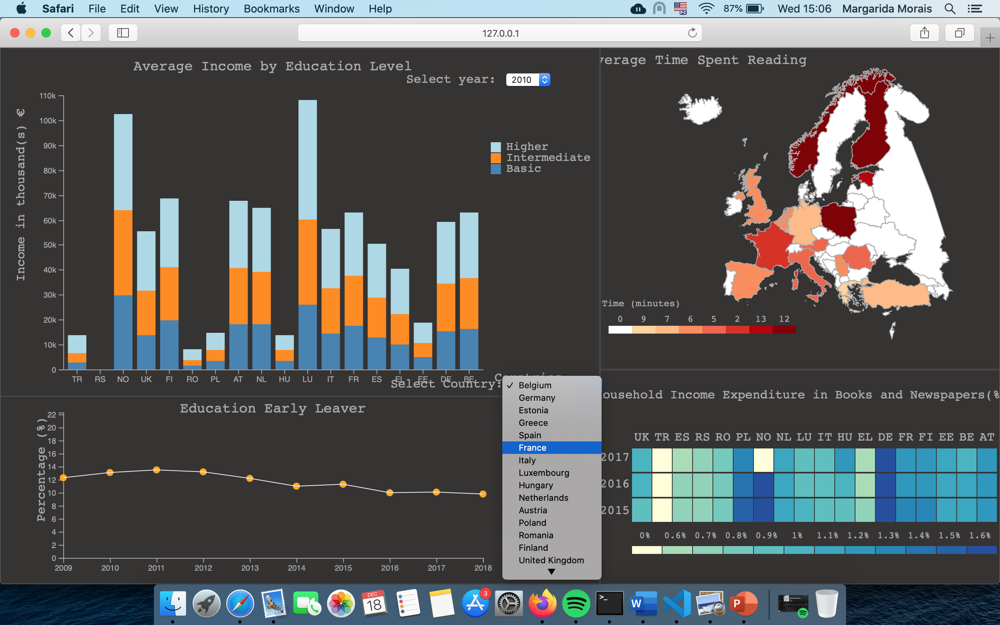 Safari File Edit View History Bookmarks Window Help
PC 87% Wed 15:06 Margarida Morais
127.0.0.1
Average Income by Education Level
Select year: 2010
Income in thousand(s) €
110k
100k
90k
80k
70k
60k
50k
40k
30k
20k
10k
0
Higher
Intermediate
Basic
TR RS NO UK FI RO PL AT NL HU LU IT FR ES EL EE DE BE
Countries
Select Country:
Belgium
Germany
Estonia
Greece
Spain
France
Italy
Luxembourg
Hungary
Netherlands
Austria
Poland
Romania
Finland
United Kingdom
Education Early Leaver
Percentage (%)
22
20
18
16
14
12
10
8
6
4
2
0
2009 2010 2011 2012 2013 2014 2015 2016 2017 2018
verage Time Spent Reading
Time (minutes)
0 9 7 6 5 2 13 12
ousehold Income Expenditure in Books and Newspapers(%
UK TR ES RS RO PL NO NL LU IT HU EL DE FR FI EE BE AT
2017
2016
2015
0% 0.6% 0.7% 0.8% 0.9% 1% 1.1% 1.2% 1.3% 1.4% 1.5% 1.6%
DEC
18
3
>_
W
P